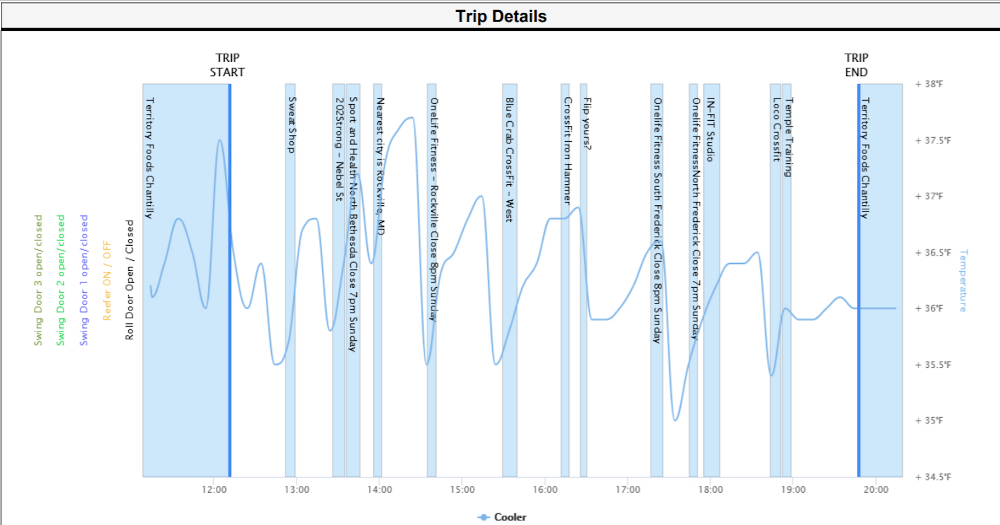 Trip Details
TRIP
START
TRIP
END
Swing Door 3 open/closed
Swing Door 2 open/closed
Swing Door 1 open/closed
Reefer ON / OFF
Roll Door Open / Closed
Territory Foods Chantilly
Sweat Shop
202Strong - Nebel St
Sport and Health North Bethesda Close 7pm Sunday
Nearest city is Rockville, MD
OneLife Fitness - Rockville Close 8pm Sunday
Blue Crab CrossFit - West
CrossFit Iron Hammer
Flip yours?
Onelife Fitness South Frederick Close 8pm Sunday
Onelife FitnessNorth Frederick Close 7pm Sunday
IN-FIT Studio
Loco Crossfit
Temple Training
Territory Foods Chantilly
+ 38°F
+ 37.5°F
+ 37°F
+ 36.5°F
+ 36°F
+ 35.5°F
+ 35°F
+ 34.5°F
Temperature
12:00
13:00
14:00
15:00
16:00
17:00
18:00
19:00
20:00
Cooler